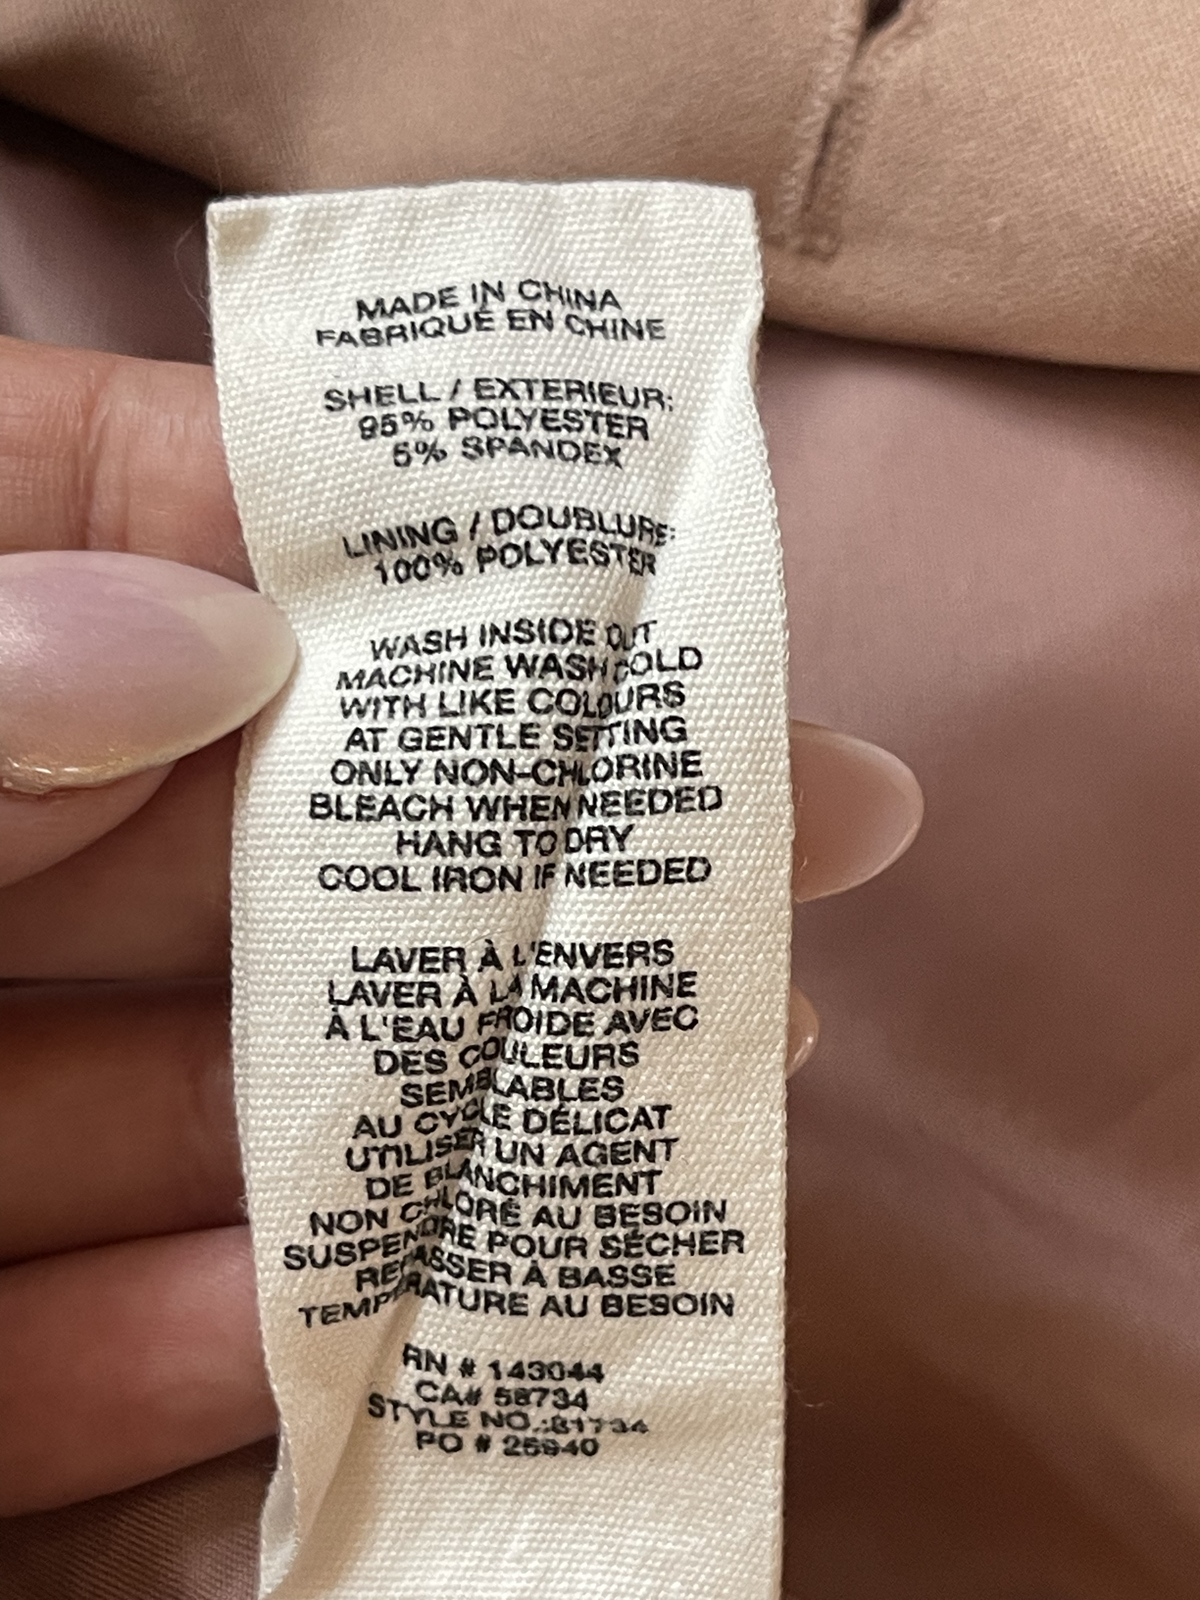 MADE IN CHINA
FABRIQUÉ EN CHINE
SHELL / EXTERIEUR:
95% POLYESTER
5% SPANDEX
LINING / DOUBLURE:
100% POLYESTER
WASH INSIDE OUT
MACHINE WASH COLD
WITH LIKE COLOURS
AT GENTLE SETTING
ONLY NON-CHLORINE
BLEACH WHEN NEEDED
HANG TO DRY
COOL IRON IF NEEDED
LAVER À L'ENVERS
LAVER À LA MACHINE
À L'EAU FROIDE AVEC
DES COULEURS
SEMBLABLES
AU CYCLE DÉLICAT
UTILISER UN AGENT
DE BLANCHIMENT
NON CHLORÉ AU BESOIN
SUSPENDRE POUR SÉCHER
REPASSER À BASSE
TEMPÉRATURE AU BESOIN
RN # 143044
CA# 58734
STYLE NO.:81734
PO # 25940